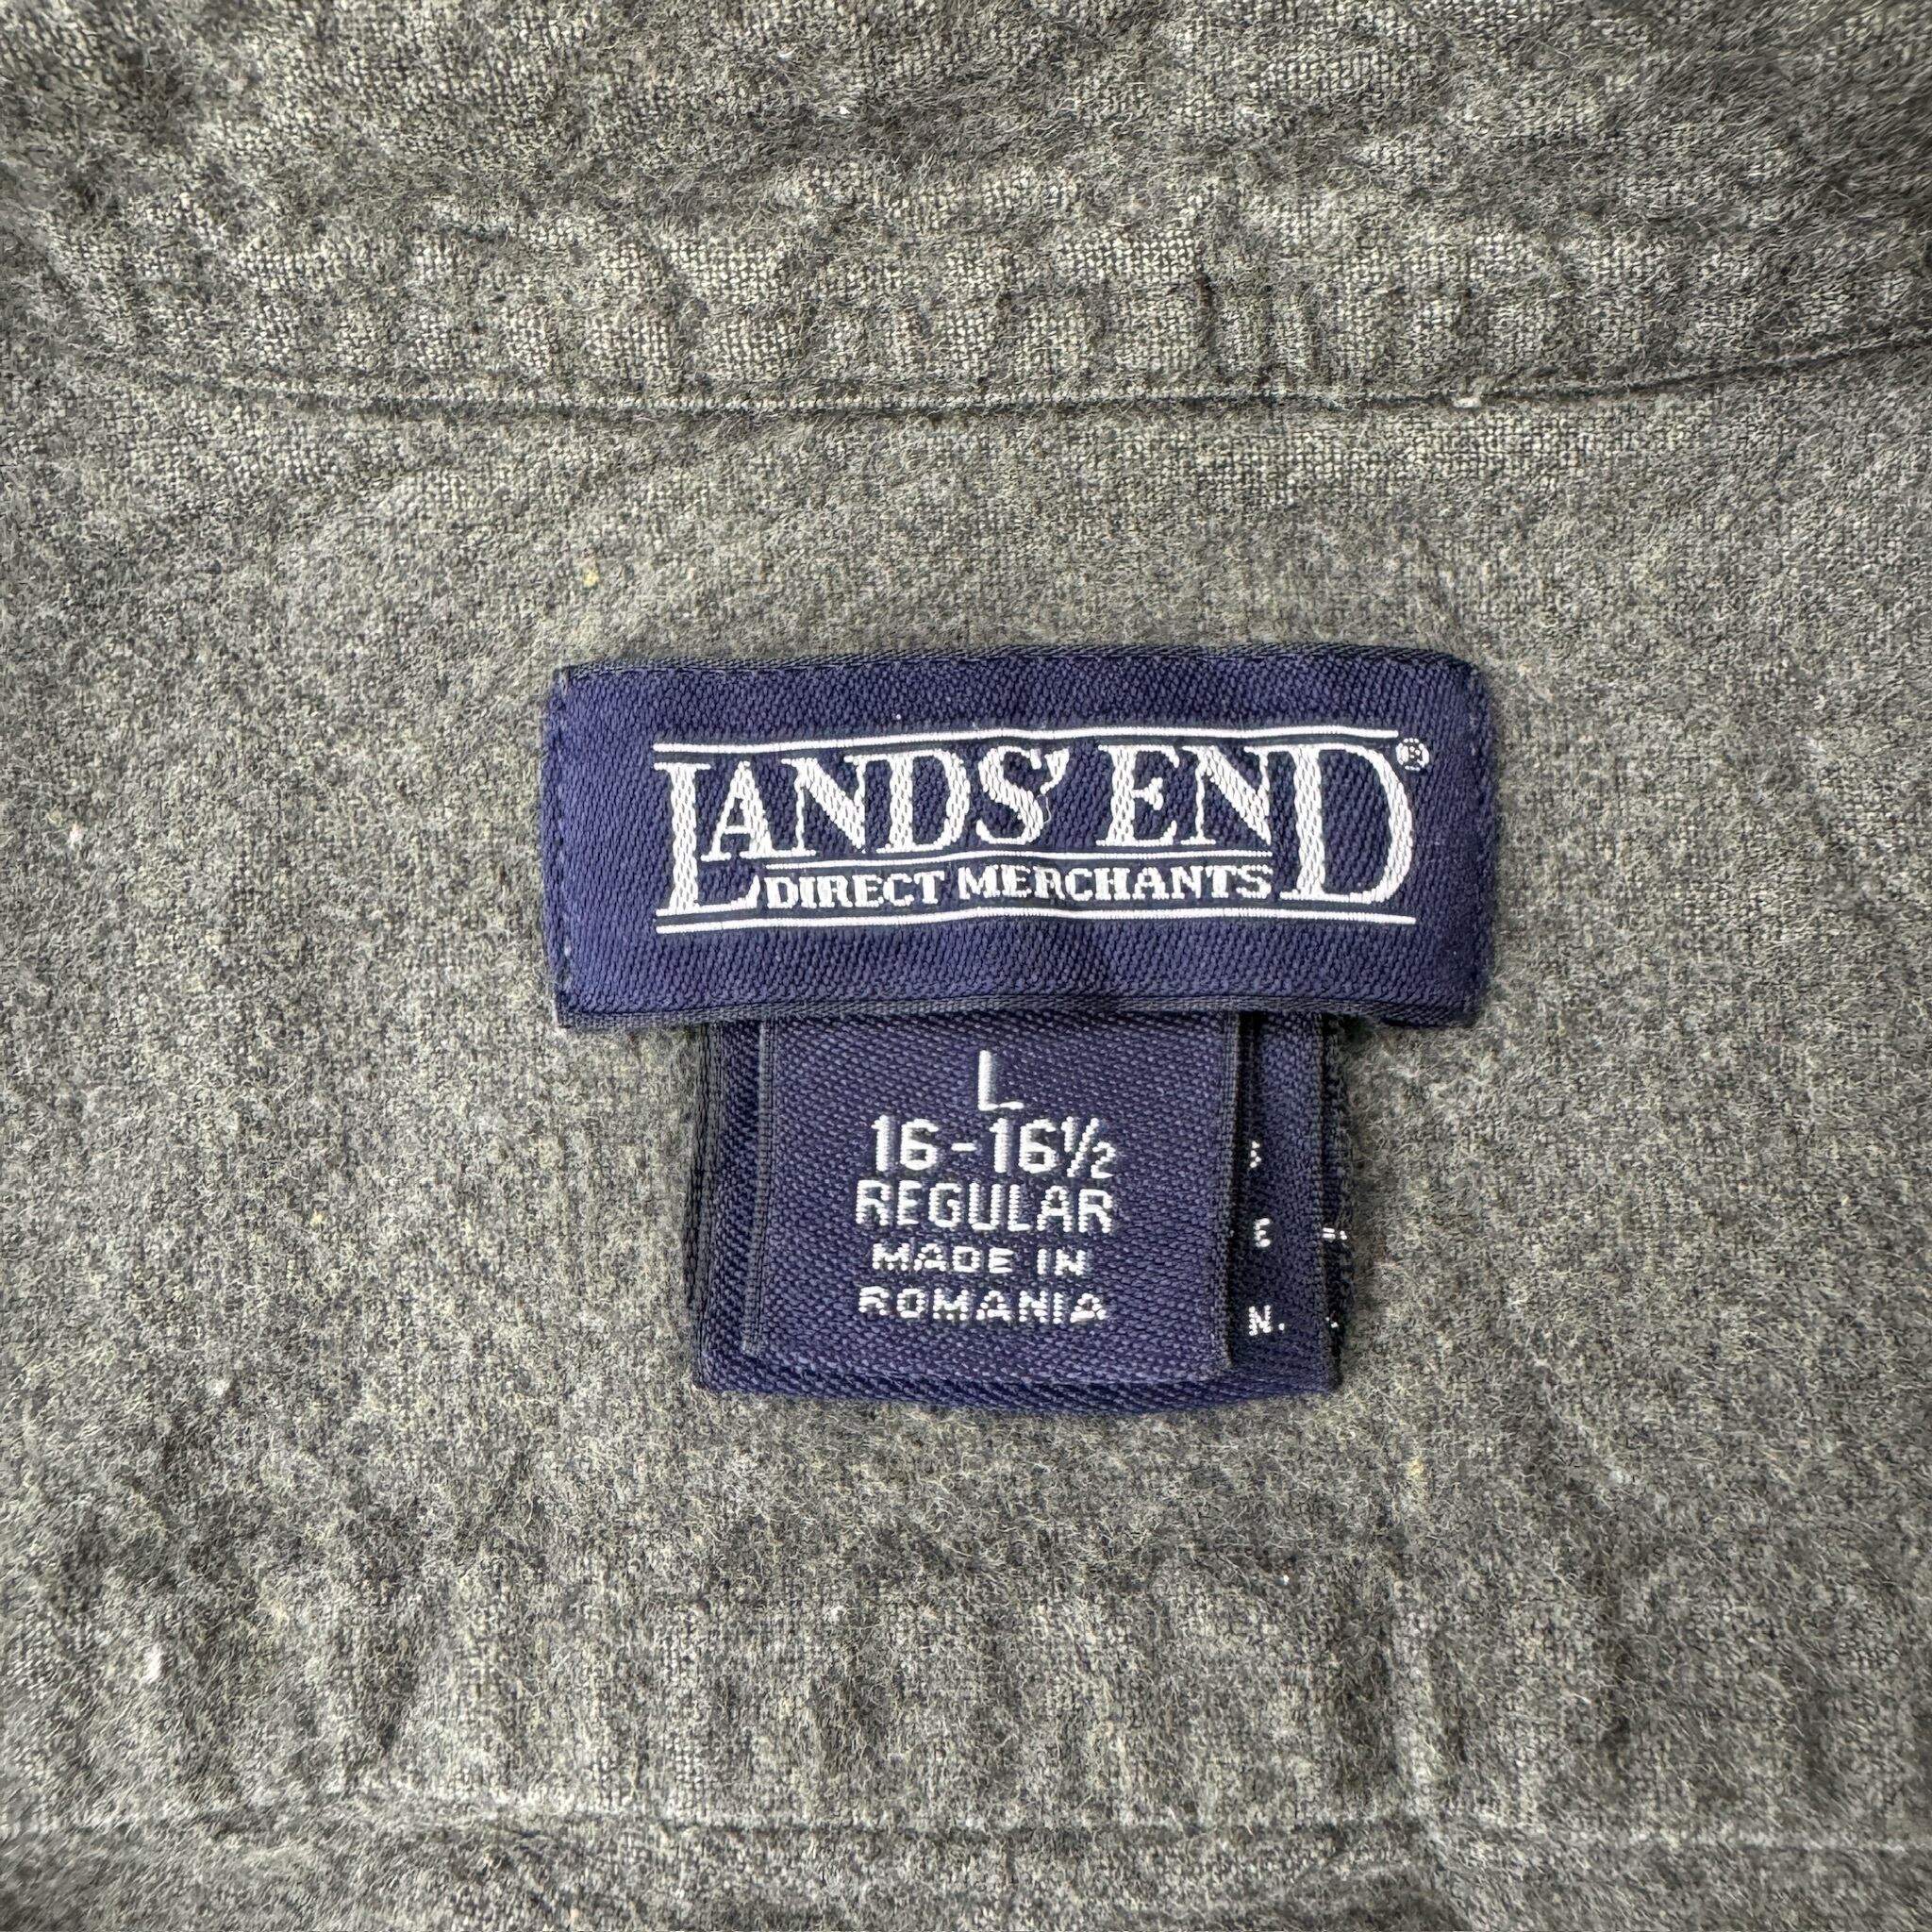 LANDS' END®
DIRECT MERCHANTS
L
16-16½
REGULAR
MADE IN
ROMANIA
E
N.